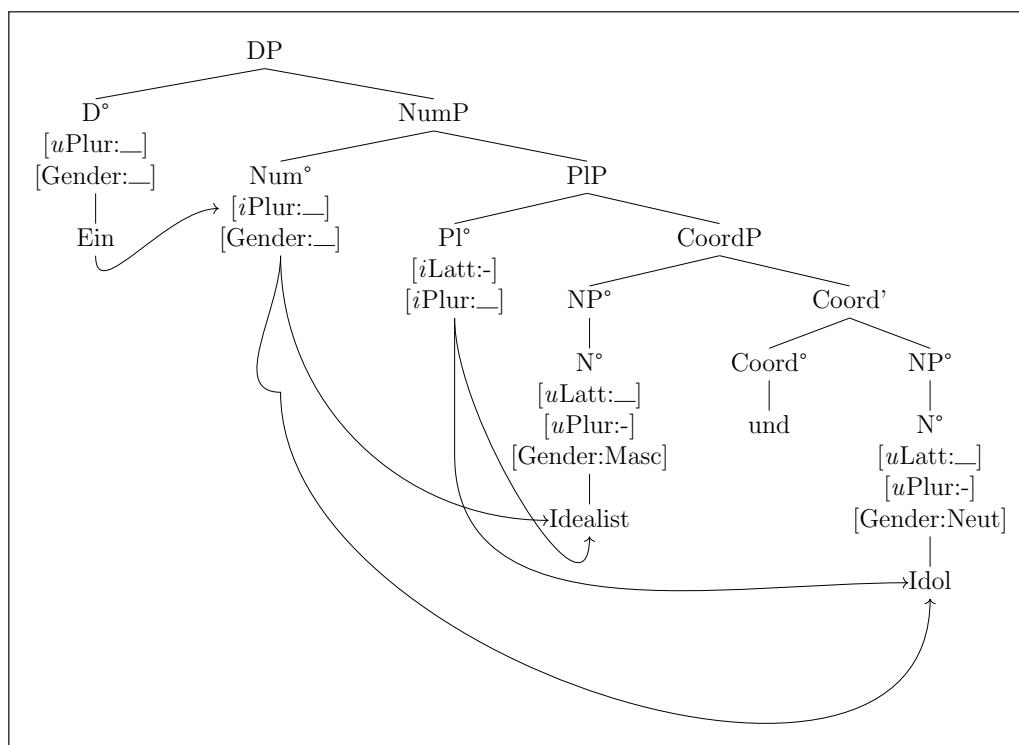 DP
D° NumP
[uPlur:__]
[Gender:__] Num° PlP
[iPlur:__]
Ein [Gender:__] Pl° CoordP
[iLatt:-]
[iPlur:__] NP° Coord'
N° Coord° NP°
[uLatt:__]
[uPlur:-] und N°
[Gender:Masc] [uLatt:__]
[uPlur:-]
Idealist [Gender:Neut]
Idol